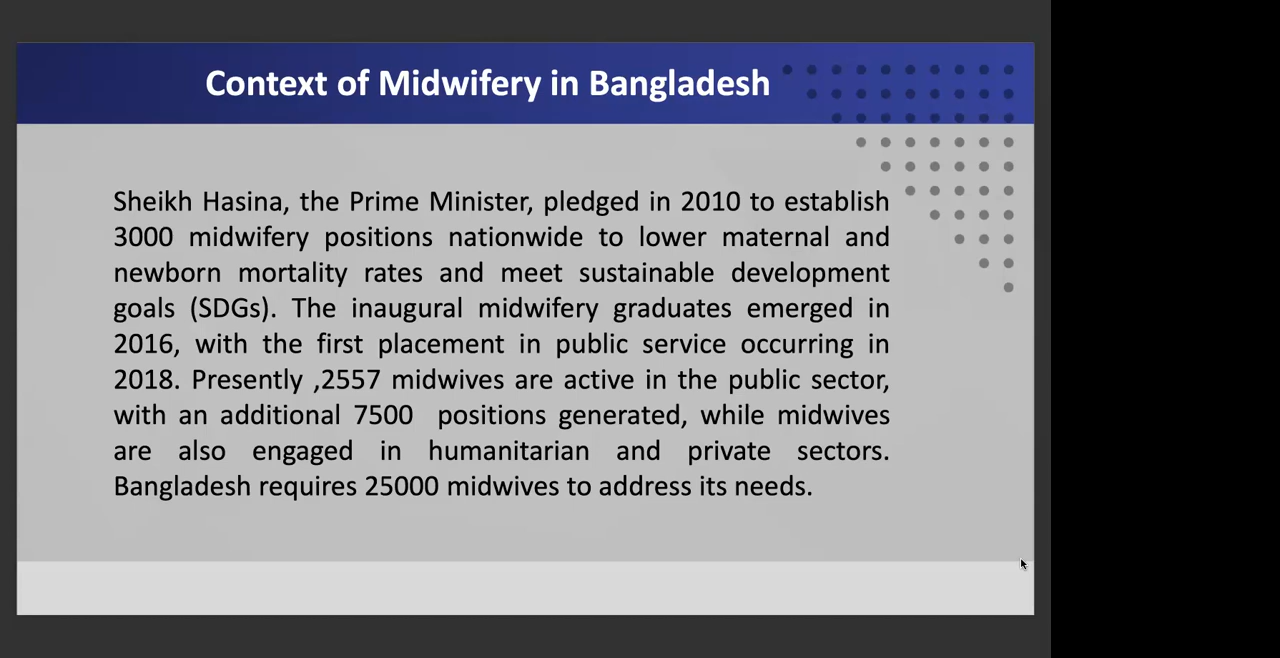 Context of Midwifery in Bangladesh
Sheikh Hasina, the Prime Minister, pledged in 2010 to establish
3000 midwifery positions nationwide to lower maternal and
newborn mortality rates and meet sustainable development
goals (SDGs). The inaugural midwifery graduates emerged in
2016, with the first placement in public service occurring in
2018. Presently ,2557 midwives are active in the public sector,
with an additional 7500  positions generated, while midwives
are also engaged in humanitarian and private sectors.
Bangladesh requires 25000 midwives to address its needs.